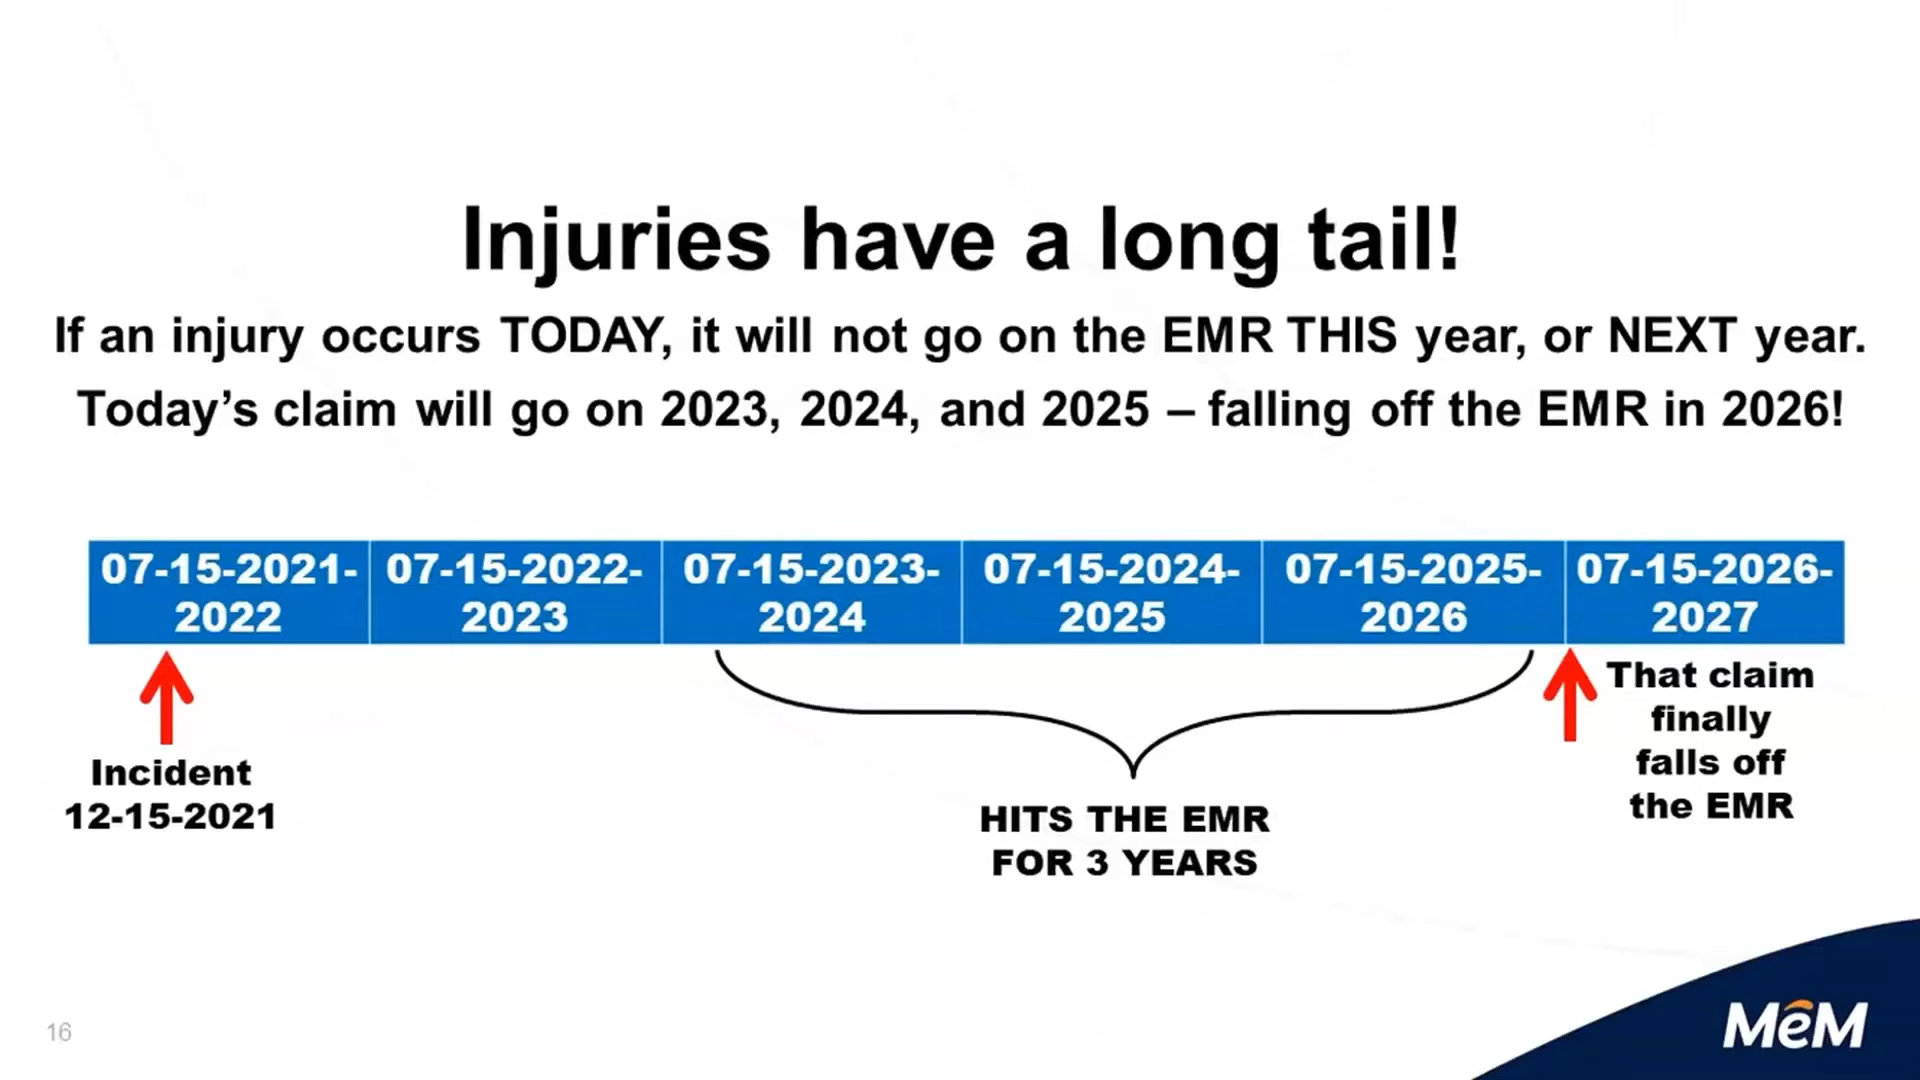 Injuries have a long tail!
If an injury occurs TODAY, it will not go on the EMR THIS year, or NEXT year.
Today’s claim will go on 2023, 2024, and 2025 – falling off the EMR in 2026!
07-15-2021-
2022
07-15-2022-
2023
07-15-2023-
2024
07-15-2024-
2025
07-15-2025-
2026
07-15-2026-
2027
Incident
12-15-2021
HITS THE EMR
FOR 3 YEARS
That claim
finally
falls off
the EMR
16
MeM